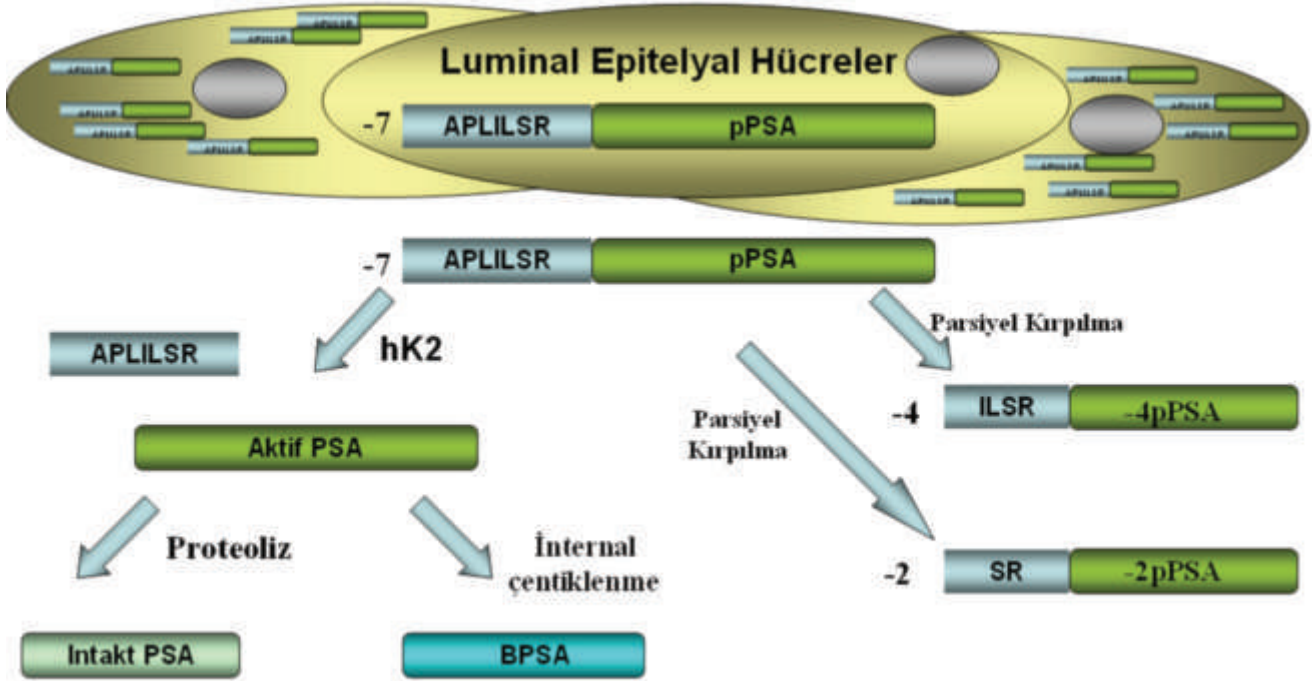 Luminal Epitelyal Hücreler
-7 APLILSR pPSA
-7 APLILSR pPSA
APLILSR
hK2
Parsiyel Kırpılma
-4 ILSR -4pPSA
Parsiyel
Kırpılma
Aktif PSA
Proteoliz
İnternal
çentiklenme
-2 SR -2pPSA
Intakt PSA
BPSA